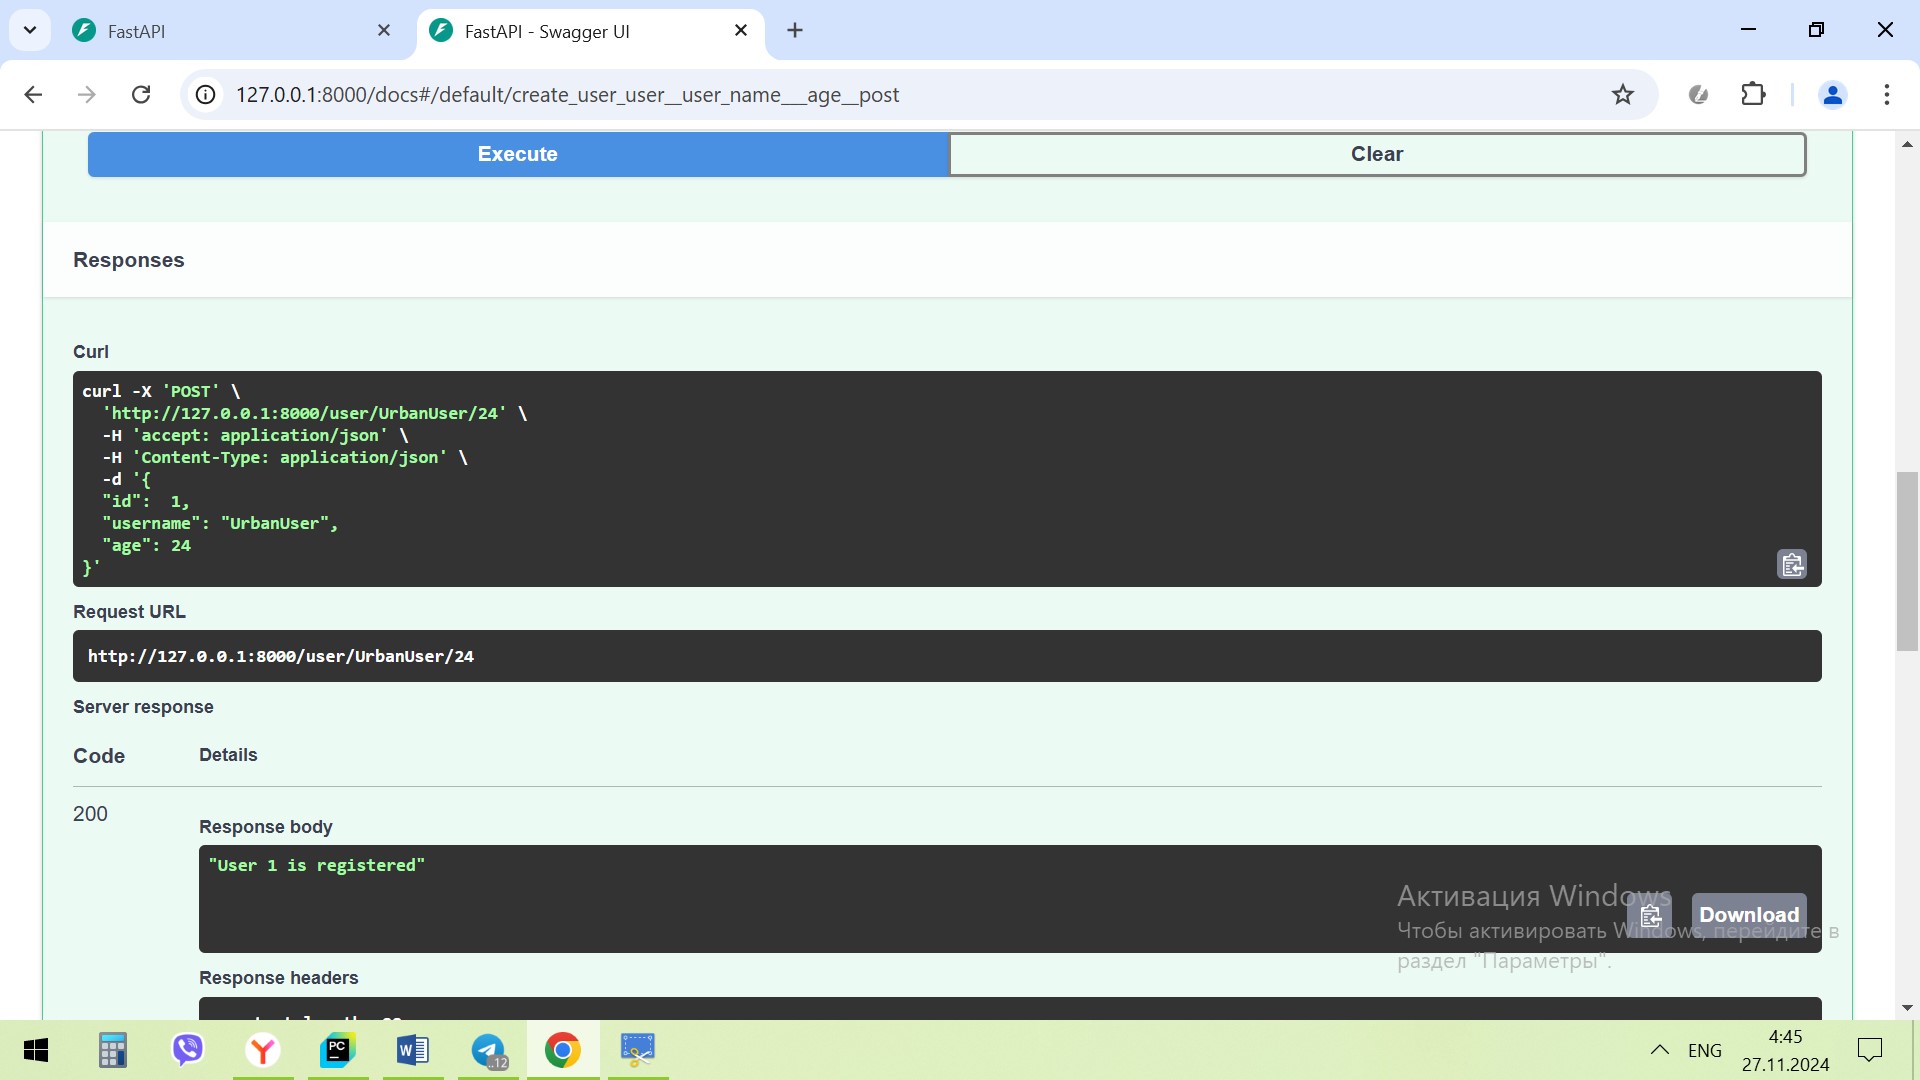 FastAPI
FastAPI - Swagger UI
127.0.0.1:8000/docs#/default/create_user_user__user_name___age__post
Execute
Clear
Responses
Curl
curl -X 'POST' \
'http://127.0.0.1:8000/user/UrbanUser/24' \
-H 'accept: application/json' \
-H 'Content-Type: application/json' \
-d '{
"id":  1,
"username": "UrbanUser",
"age": 24
}'
Request URL
http://127.0.0.1:8000/user/UrbanUser/24
Server response
Code
Details
200
Response body
"User 1 is registered"
Download
Активация Windows
Чтобы активировать Windows, перейдите в
раздел "Параметры".
Response headers
PC
W
..12
ENG
4:45
27.11.2024